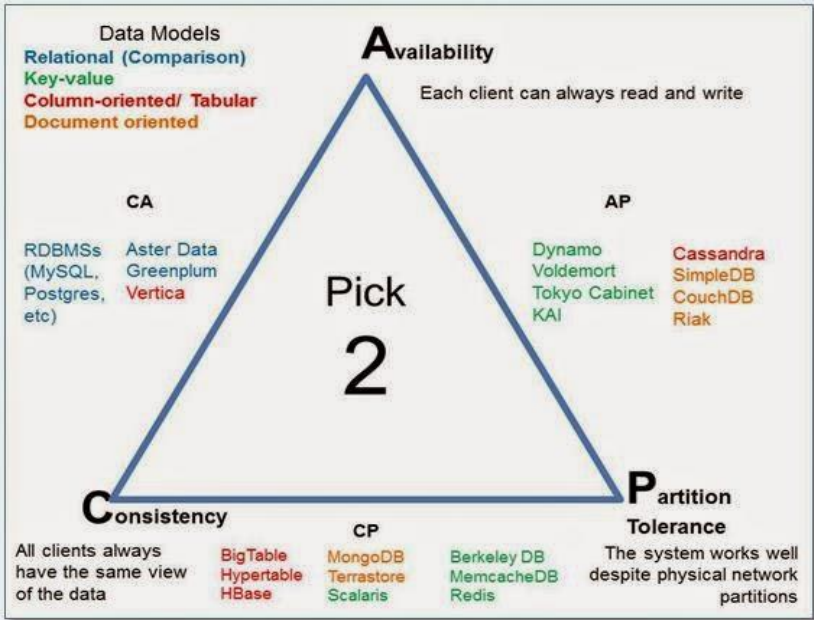 Data Models
Relational (Comparison)
Key-value
Column-oriented/ Tabular
Document oriented
Availability
Each client can always read and write
CA
RDBMSs
(MySQL,
Postgres,
etc)
Aster Data
Greenplum
Vertica
AP
Dynamo
Voldemort
Tokyo Cabinet
KAI
Cassandra
SimpleDB
CouchDB
Riak
Pick
2
Consistency
All clients always
have the same view
of the data
CP
BigTable
Hypertable
HBase
MongoDB
Terrastore
Scalaris
Berkeley DB
MemcacheDB
Redis
Partition
Tolerance
The system works well
despite physical network
partitions